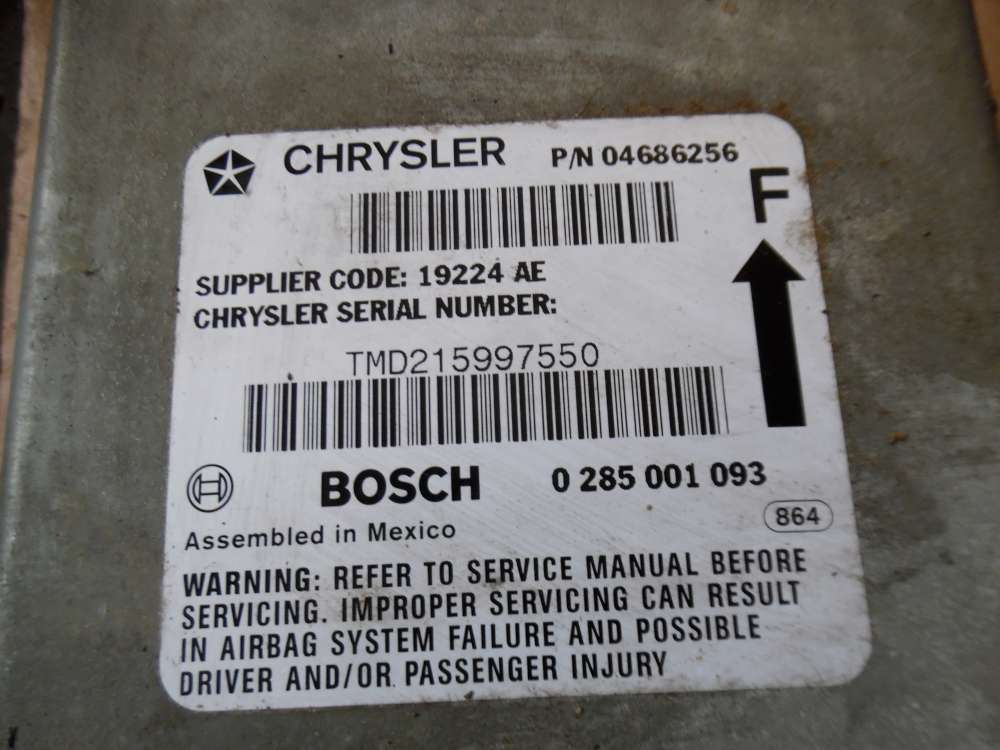 CHRYSLER P/N 04686256
F
SUPPLIER CODE: 19224 AE
CHRYSLER SERIAL NUMBER:
TMD215997550
BOSCH 0 285 001 093
Assembled in Mexico 864
WARNING: REFER TO SERVICE MANUAL BEFORE
SERVICING. IMPROPER SERVICING CAN RESULT
IN AIRBAG SYSTEM FAILURE AND POSSIBLE
DRIVER AND/OR PASSENGER INJURY